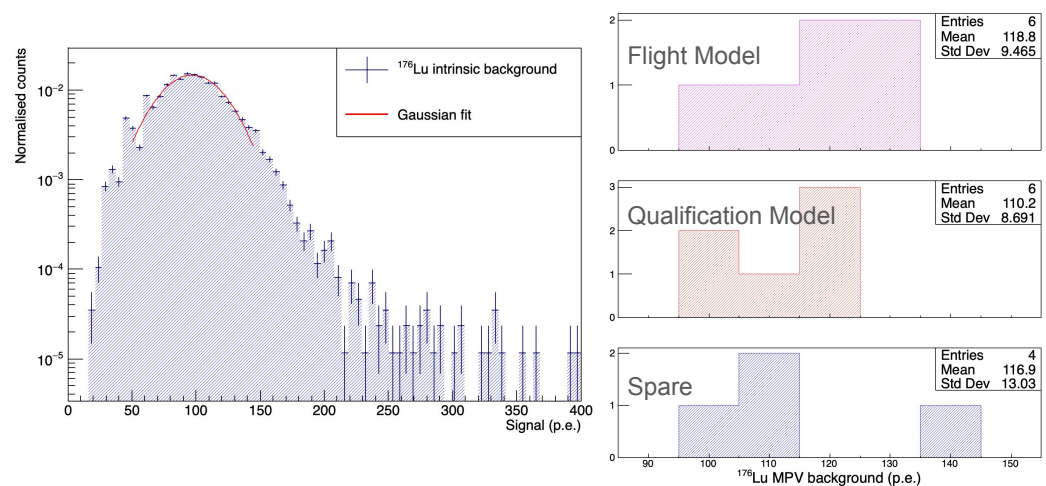 Normalised counts
10⁻²
10⁻³
10⁻⁴
10⁻⁵
¹⁷⁶Lu intrinsic background
Gaussian fit
0 50 100 150 200 250 300 350 400
Signal (p.e.)
2
1
0
Flight Model
Entries 6
Mean 118.8
Std Dev 9.465
3
2
1
0
Qualification Model
Entries 6
Mean 110.2
Std Dev 8.691
2
1
0
Spare
Entries 4
Mean 116.9
Std Dev 13.03
90 100 110 120 130 140 150
¹⁷⁶Lu MPV background (p.e.)